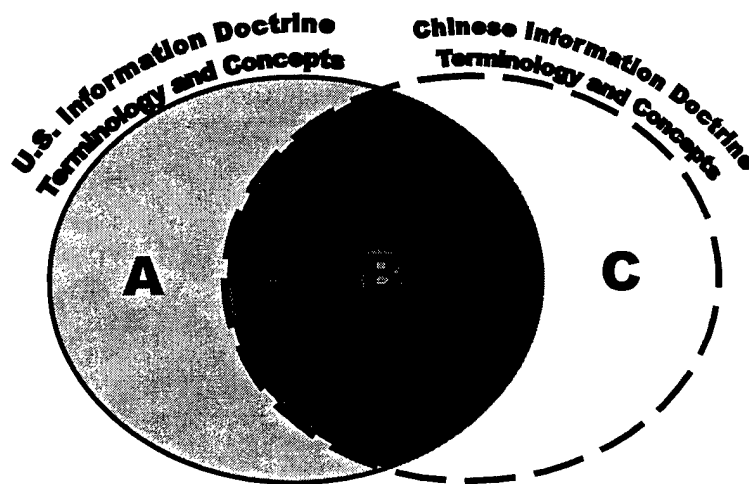 U.S. Information Doctrine
Terminology and Concepts
Chinese Information Doctrine
Terminology and Concepts
A
B
C